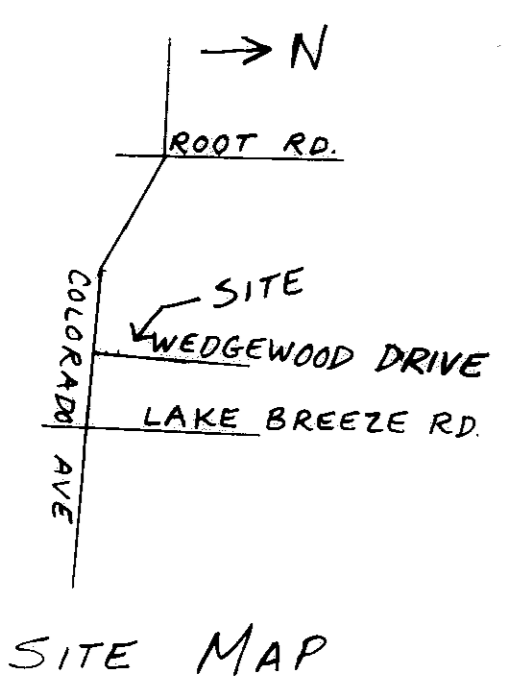 N
ROOT RD.
SITE
WEDGEWOOD DRIVE
LAKE BREEZE RD.
COLORADO AVE
SITE MAP